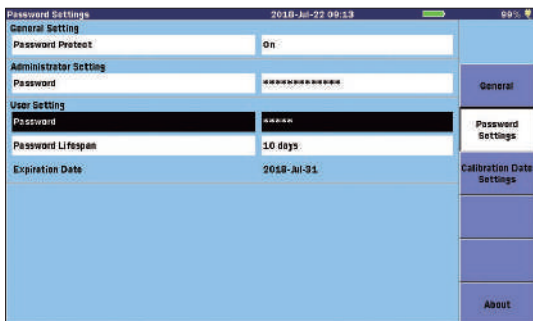 Password Settings 2018-Jul-22 09:13 99%
General Setting
Password Protect On
Administrator Setting
Password *************
General
User Setting
Password *****
Password
Settings
Password Lifespan 10 days
Expiration Date 2018-Jul-31
Calibration Date
Settings
About